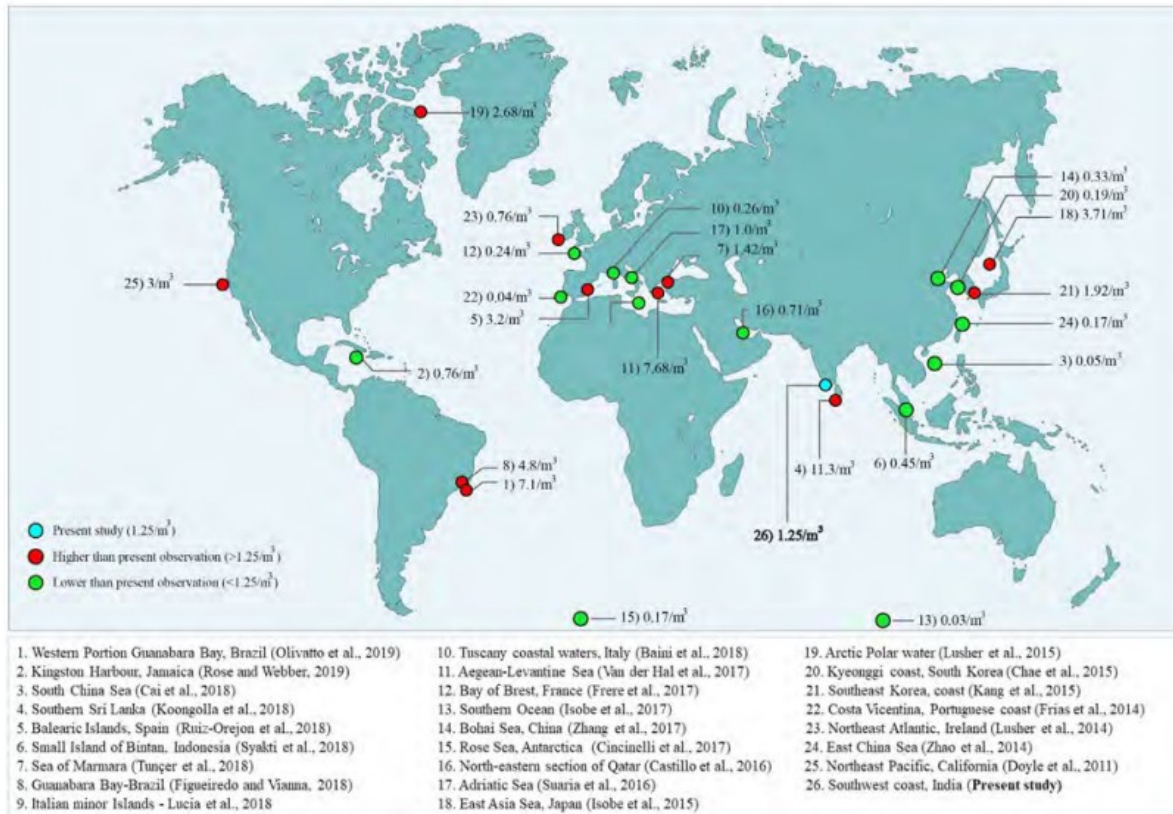 19) 2.68/m³
14) 0.33/m³
20) 0.19/m³
18) 3.71/m³
10) 0.26/m³
17) 1.0/m³
7) 1.42/m³
23) 0.76/m³
12) 0.24/m³
25) 3/m³
22) 0.04/m³
5) 3.2/m³
16) 0.71/m³
21) 1.92/m³
24) 0.17/m³
11) 7.68/m³
3) 0.05/m³
2) 0.76/m³
8) 4.8/m³
1) 7.1/m³
4) 11.3/m³
6) 0.45/m³
26) 1.25/m³
Present study (1.25/m³)
Higher than present observation (>1.25/m³)
Lower than present observation (<1.25/m³)
15) 0.17/m³
13) 0.03/m³
1. Western Portion Guanabara Bay, Brazil (Olivatto et al., 2019)
2. Kingston Harbour, Jamaica (Rose and Webber, 2019)
3. South China Sea (Cai et al., 2018)
4. Southern Sri Lanka (Koongolla et al., 2018)
5. Balearic Islands, Spain (Ruiz-Orejon et al., 2018)
6. Small Island of Bintan, Indonesia (Syakti et al., 2018)
7. Sea of Marmara (Tunçer et al., 2018)
8. Guanabara Bay-Brazil (Figueiredo and Vianna, 2018)
9. Italian minor Islands - Lucia et al., 2018
10. Tuscany coastal waters, Italy (Baini et al., 2018)
11. Aegean-Levantine Sea (Van der Hal et al., 2017)
12. Bay of Brest, France (Frere et al., 2017)
13. Southern Ocean (Isobe et al., 2017)
14. Bohai Sea, China (Zhang et al., 2017)
15. Rose Sea, Antarctica (Cincinelli et al., 2017)
16. North-eastern section of Qatar (Castillo et al., 2016)
17. Adriatic Sea (Suaria et al., 2016)
18. East Asia Sea, Japan (Isobe et al., 2015)
19. Arctic Polar water (Lusher et al., 2015)
20. Kyeonggi coast, South Korea (Chae et al., 2015)
21. Southeast Korea, coast (Kang et al., 2015)
22. Costa Vicentina, Portuguese coast (Frias et al., 2014)
23. Northeast Atlantic, Ireland (Lusher et al., 2014)
24. East China Sea (Zhao et al., 2014)
25. Northeast Pacific, California (Doyle et al., 2011)
26. Southwest coast, India (Present study)